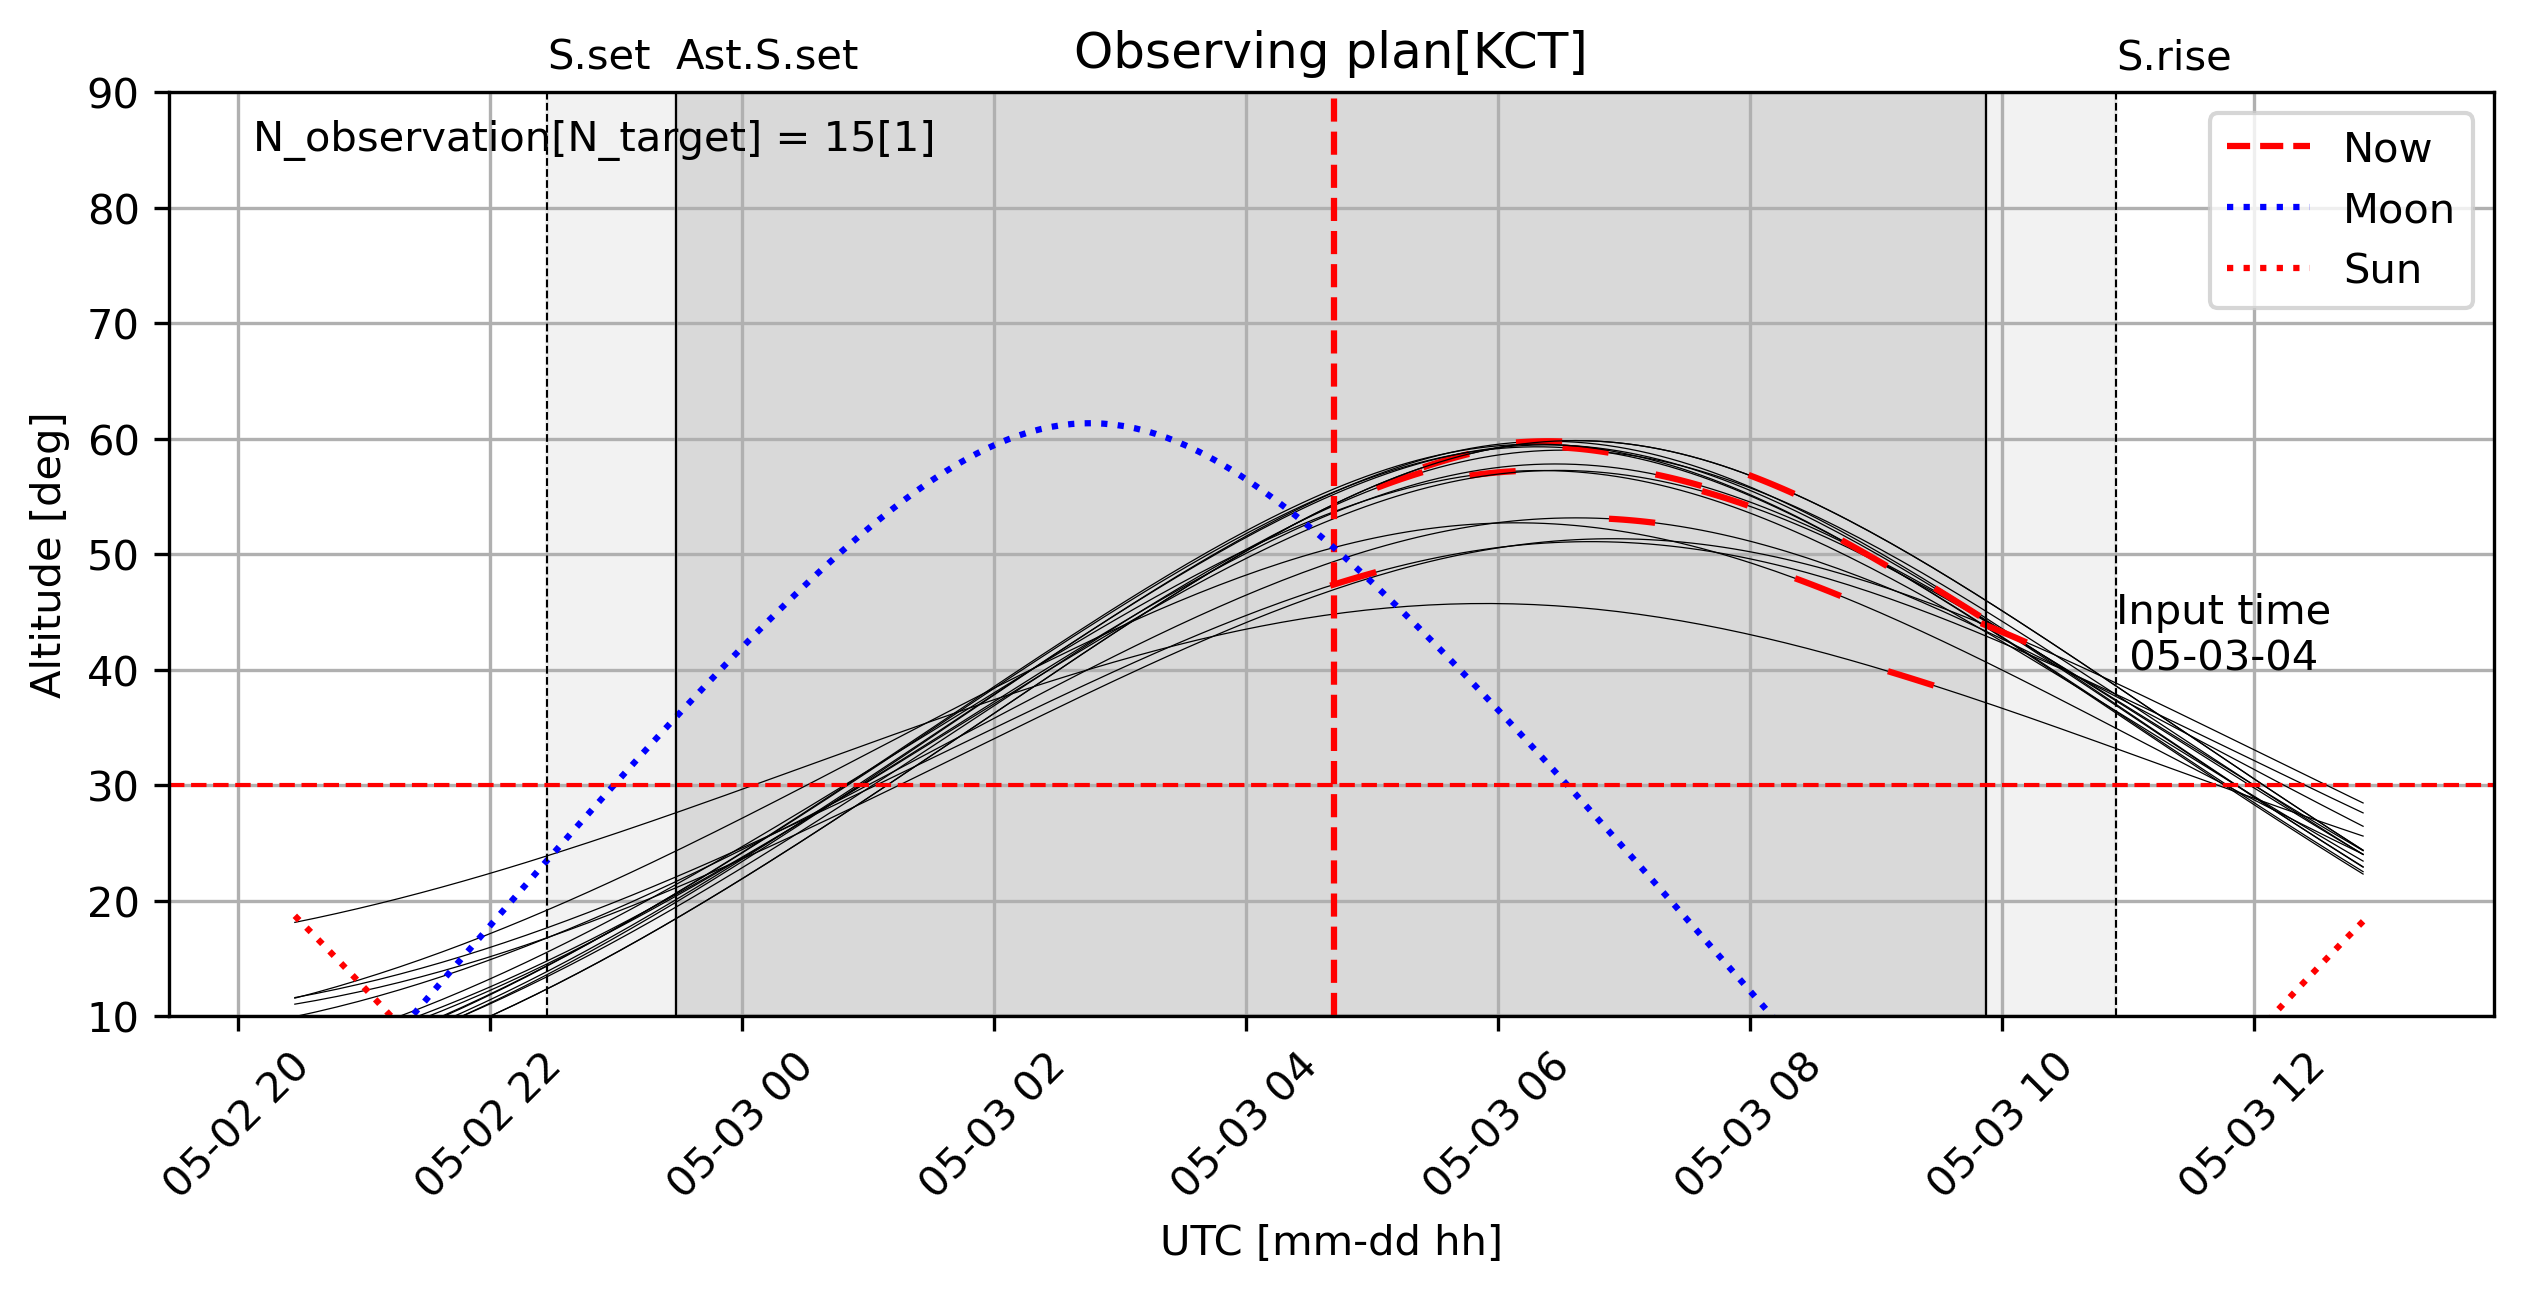 S.set Ast.S.set Observing plan[KCT] S.rise
N_observation[N_target] = 15[1]
Now
Moon
Sun
Input time
05-03-04
Altitude [deg]
90
80
70
60
50
40
30
20
10
05-02 20
05-02 22
05-03 00
05-03 02
05-03 04
05-03 06
05-03 08
05-03 10
05-03 12
UTC [mm-dd hh]